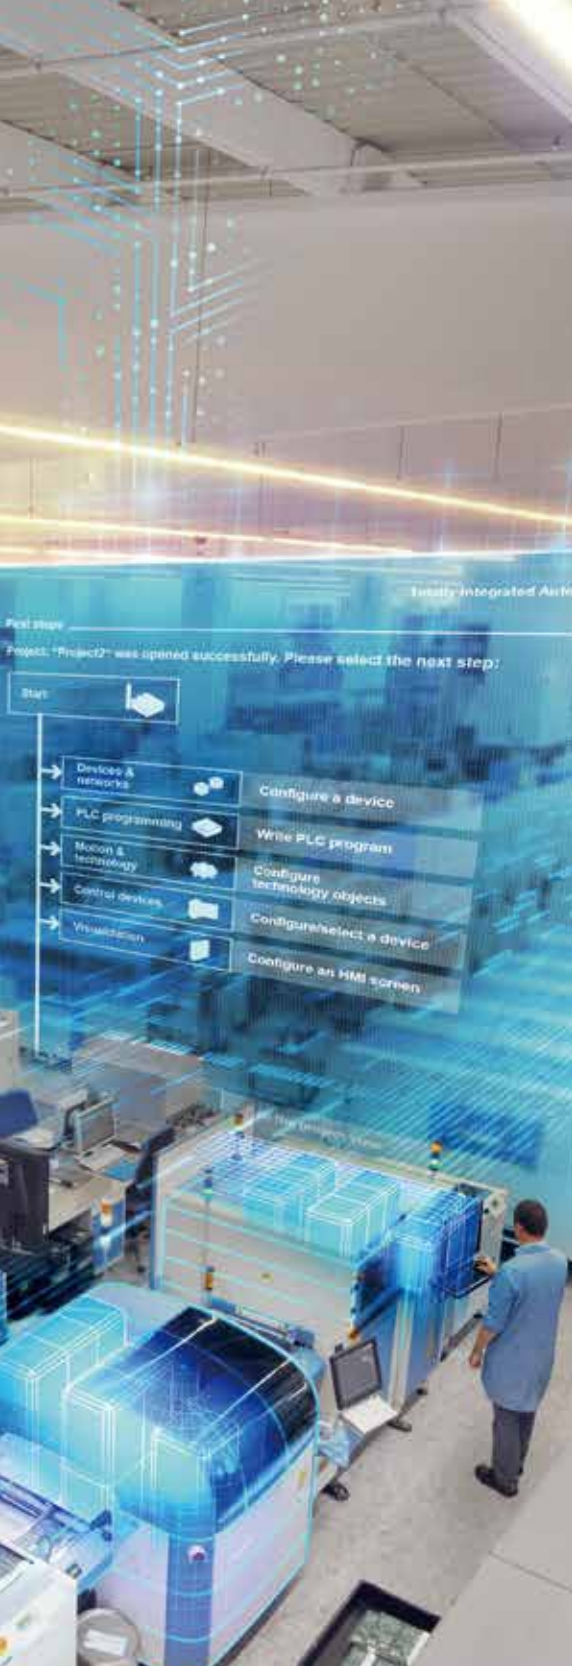 Totally Integrated Auto
Next steps
Project: "Project2" was opened successfully. Please select the next step:
Start
Devices &
networks
Configure a device
PLC programming
Write PLC program
Motion &
technology
Configure
technology objects
Control devices
Configure/select a device
Visualization
Configure an HMI screen